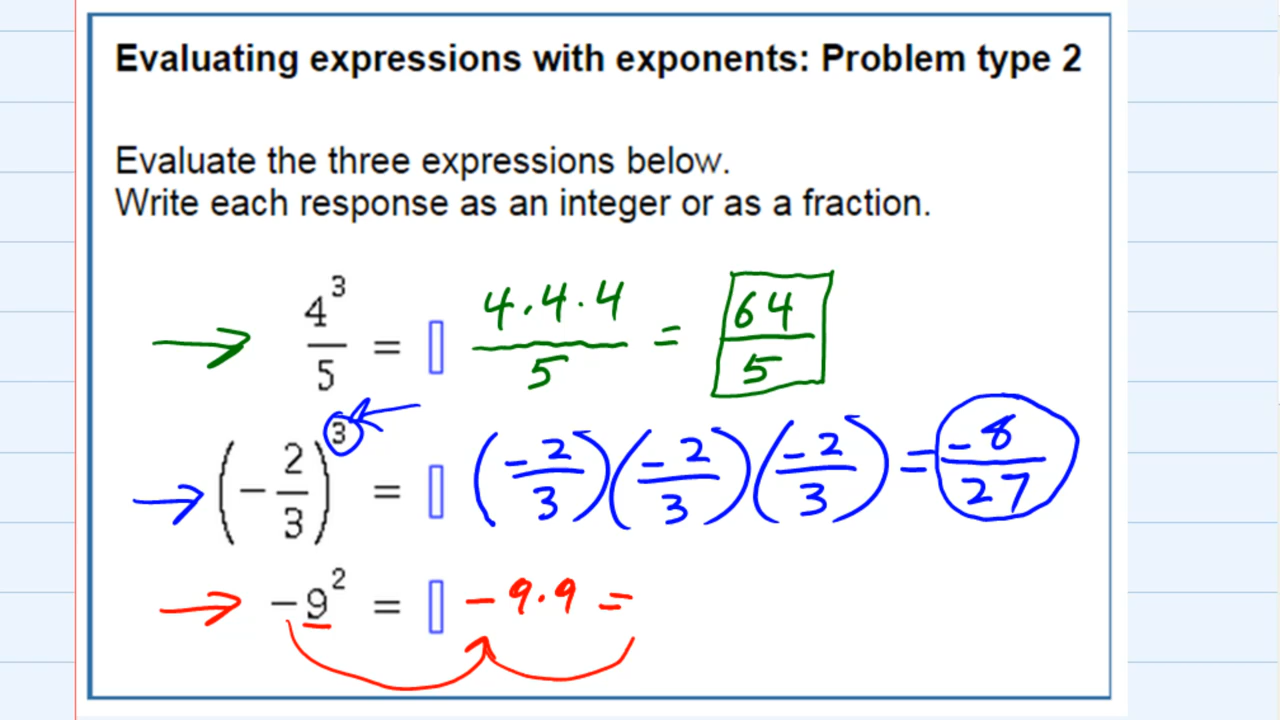 Evaluating expressions with exponents: Problem type 2
Evaluate the three expressions below.
Write each response as an integer or as a fraction.
4^3/5 = ▯ 4·4·4/5 = 64/5
(-2/3)^3 = ▯ (-2/3)(-2/3)(-2/3) = -8/27
-9^2 = ▯ -9·9 =